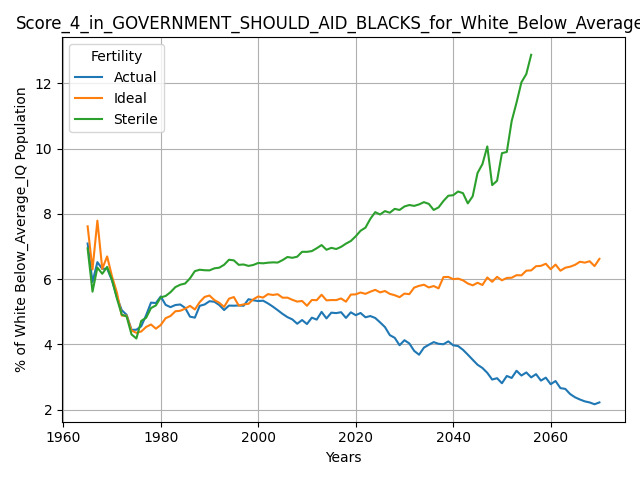 Score_4_in_GOVERNMENT_SHOULD_AID_BLACKS_for_White_Below_Average
Fertility
Actual
Ideal
Sterile
% of White Below_Average_IQ Population
12
10
8
6
4
2
1960 1980 2000 2020 2040 2060
Years